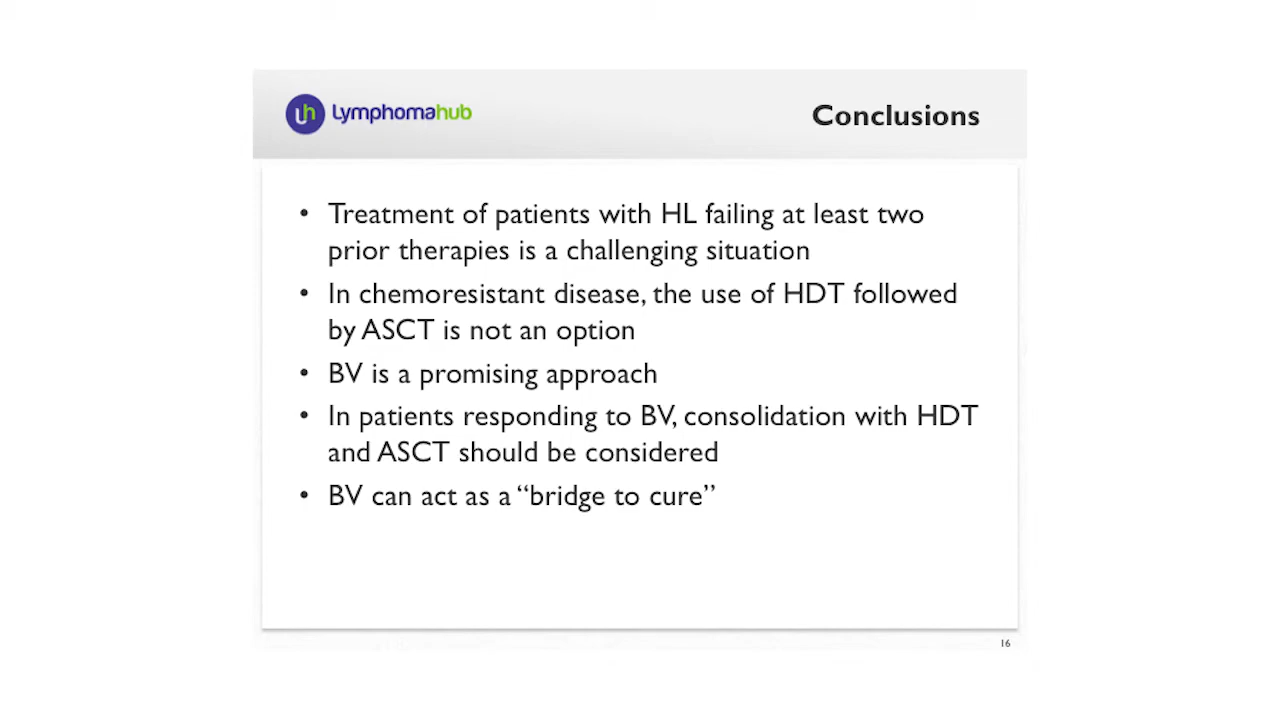 Lymphomahub
Conclusions
• Treatment of patients with HL failing at least two
prior therapies is a challenging situation
• In chemoresistant disease, the use of HDT followed
by ASCT is not an option
• BV is a promising approach
• In patients responding to BV, consolidation with HDT
and ASCT should be considered
• BV can act as a “bridge to cure”
16